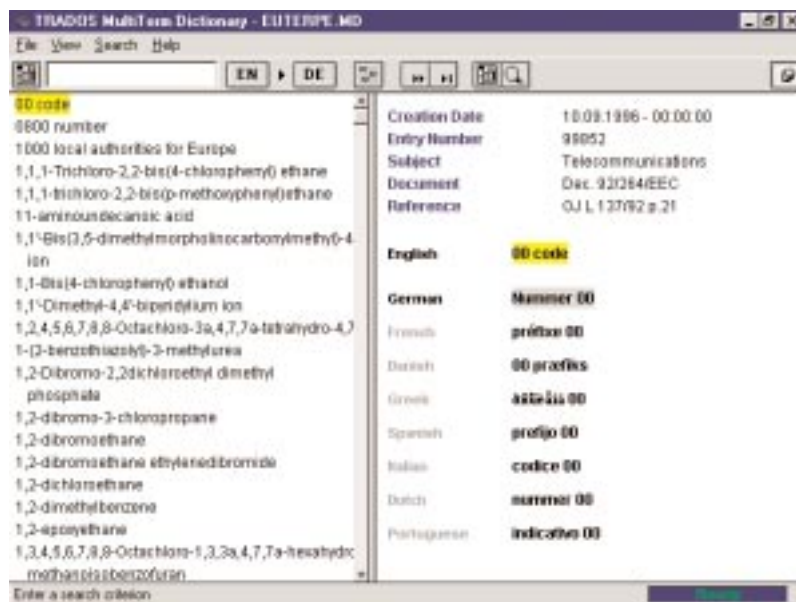 TRADOS MultiTerm Dictionary - EUTERPE.MD
File View Search Help
EN DE
00 code
0800 number
1000 local authorities for Europe
1,1,1-Trichloro-2,2-bis(4-chlorophenyl) ethane
1,1,1-trichloro-2,2-bis(p-methoxyphenyl)ethane
11-aminoundecanoic acid
1,1'-Bis(3,5-dimethylmorpholinocarbonylmethyl)-4
ion
1,1-Bis(4-chlorophenyl) ethanol
1,1'-Dimethyl-4,4'-bipyridylium ion
1,2,4,5,6,7,8,8-Octachloro-3a,4,7,7a-tetrahydro-4,7
1-(2-benzothiazolyl)-3-methylurea
1,2-Dibromo-2,2dichloroethyl dimethyl
phosphate
1,2-dibromo-3-chloropropane
1,2-dibromoethane
1,2-dibromoethane ethylenedibromide
1,2-dichloroethane
1,2-dimethylbenzene
1,2-epoxyethane
1,3,4,5,6,7,8,8-Octachloro-1,3,3a,4,7,7a-hexahydro
methanoisobenzofuran
Creation Date 10.09.1996 - 00:00:00
Entry Number 99852
Subject Telecommunications
Document Dec. 92/264/EEC
Reference OJ L 137/92 p.21
English 00 code
German Nummer 00
French préfixe 00
Danish 00 præfiks
Greek 00
Spanish prefijo 00
Italian codice 00
Dutch nummer 00
Portuguese indicativo 00
Enter a search criterion